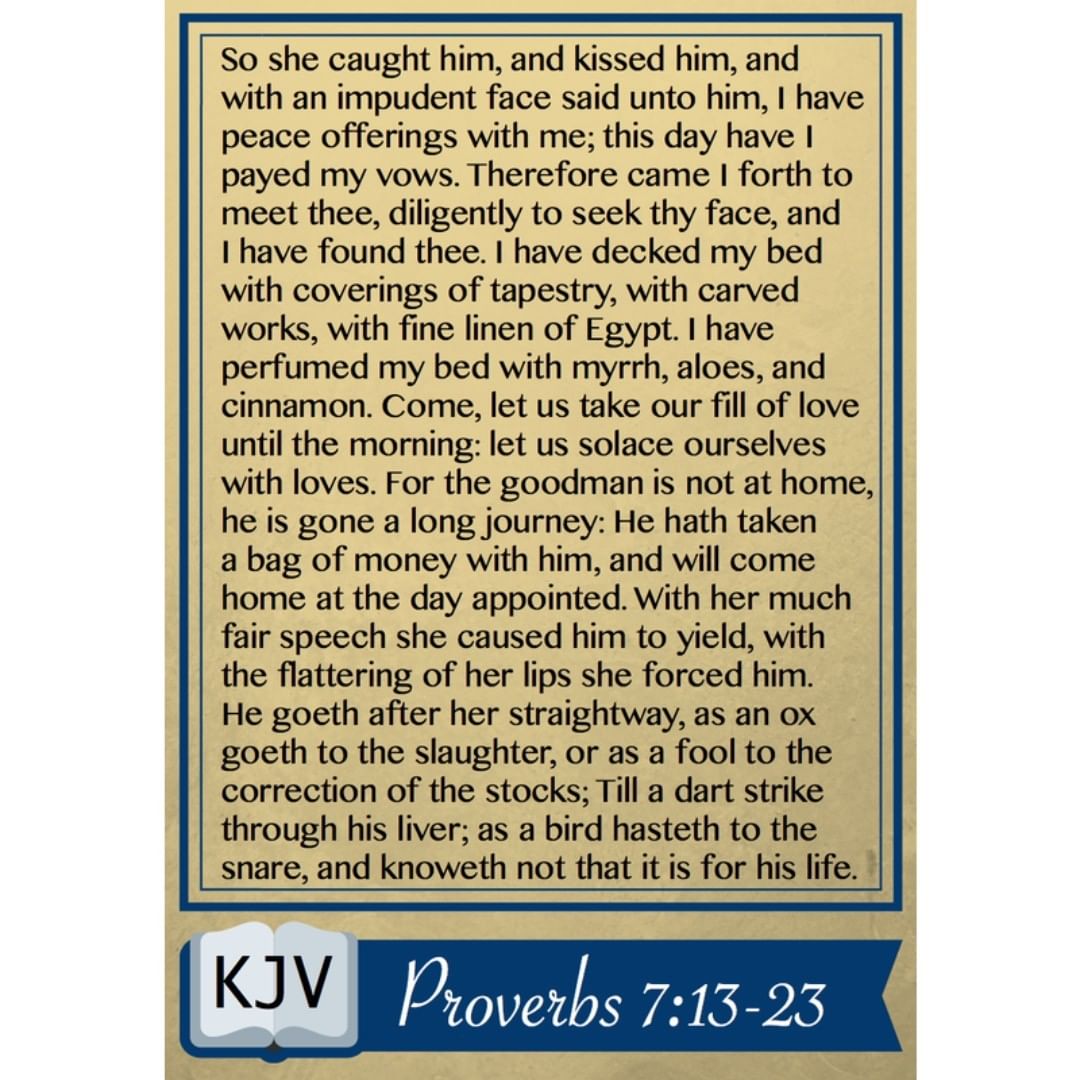 So she caught him, and kissed him, and
with an impudent face said unto him, I have
peace offerings with me; this day have I
payed my vows. Therefore came I forth to
meet thee, diligently to seek thy face, and
I have found thee. I have decked my bed
with coverings of tapestry, with carved
works, with fine linen of Egypt. I have
perfumed my bed with myrrh, aloes, and
cinnamon. Come, let us take our fill of love
until the morning: let us solace ourselves
with loves. For the goodman is not at home,
he is gone a long journey: He hath taken
a bag of money with him, and will come
home at the day appointed. With her much
fair speech she caused him to yield, with
the flattering of her lips she forced him.
He goeth after her straightway, as an ox
goeth to the slaughter, or as a fool to the
correction of the stocks; Till a dart strike
through his liver; as a bird hasteth to the
snare, and knoweth not that it is for his life.
KJV
Proverbs 7:13-23